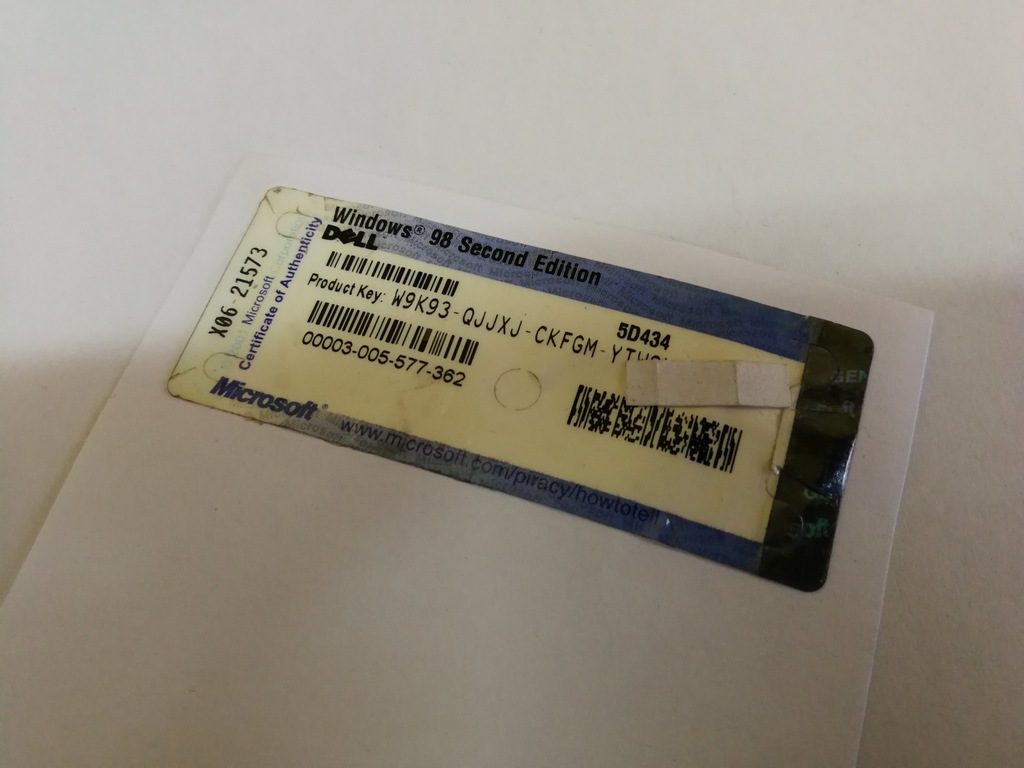 Windows® 98 Second Edition
DELL
Product Key: W9K93-QJJXJ-CKFGM-
5D434
00003-005-577-362
X06-21573
Microsoft Corporation
Certificate of Authenticity
Microsoft®
www.microsoft.com/piracy/howtotell